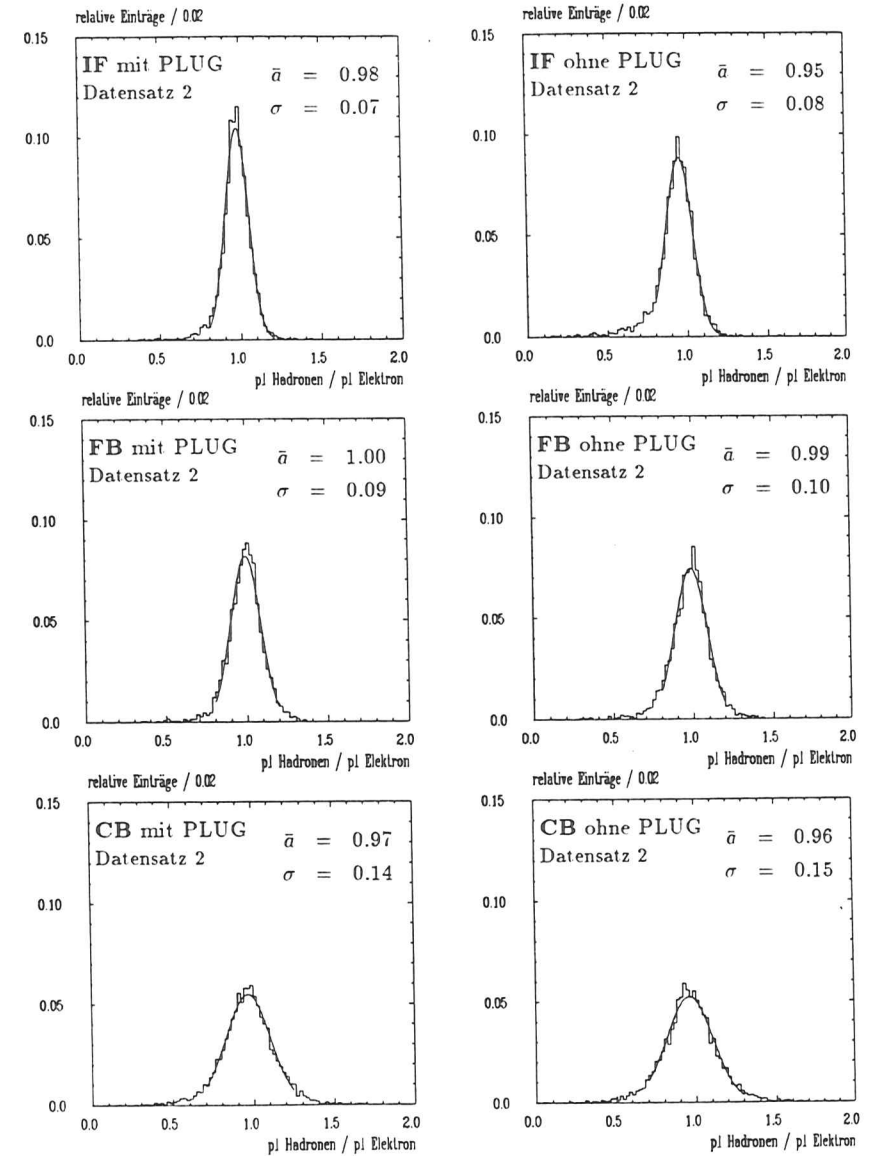 relative Einträge / 0.02
0.15
IF mit PLUG
Datensatz 2
ā = 0.98
σ = 0.07
0.10
0.05
0.0
0.0 0.5 1.0 1.5 2.0
pl Hadronen / pl Elektron
relative Einträge / 0.02
0.15
IF ohne PLUG
Datensatz 2
ā = 0.95
σ = 0.08
0.10
0.05
0.0
0.0 0.5 1.0 1.5 2.0
pl Hadronen / pl Elektron
relative Einträge / 0.02
0.15
FB mit PLUG
Datensatz 2
ā = 1.00
σ = 0.09
0.10
0.05
0.0
0.0 0.5 1.0 1.5 2.0
pl Hadronen / pl Elektron
relative Einträge / 0.02
0.15
FB ohne PLUG
Datensatz 2
ā = 0.99
σ = 0.10
0.10
0.05
0.0
0.0 0.5 1.0 1.5 2.0
pl Hadronen / pl Elektron
relative Einträge / 0.02
0.15
CB mit PLUG
Datensatz 2
ā = 0.97
σ = 0.14
0.10
0.05
0.0
0.0 0.5 1.0 1.5 2.0
pl Hadronen / pl Elektron
relative Einträge / 0.02
0.15
CB ohne PLUG
Datensatz 2
ā = 0.96
σ = 0.15
0.10
0.05
0.0
0.0 0.5 1.0 1.5 2.0
pl Hadronen / pl Elektron